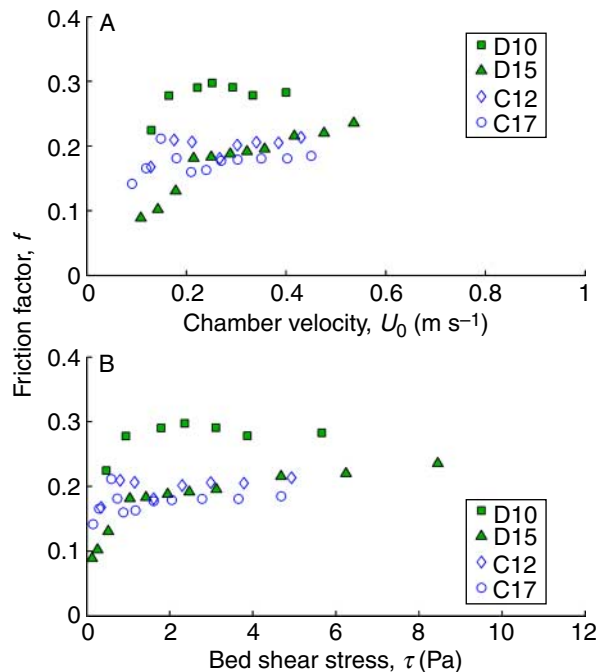 A
0.4
0.3
0.2
0.1
0
0 0.2 0.4 0.6 0.8 1
Chamber velocity, U₀ (m s⁻¹)
D10
D15
C12
C17
Friction factor, f
B
0.4
0.3
0.2
0.1
0
0 2 4 6 8 10 12
Bed shear stress, τ (Pa)
D10
D15
C12
C17